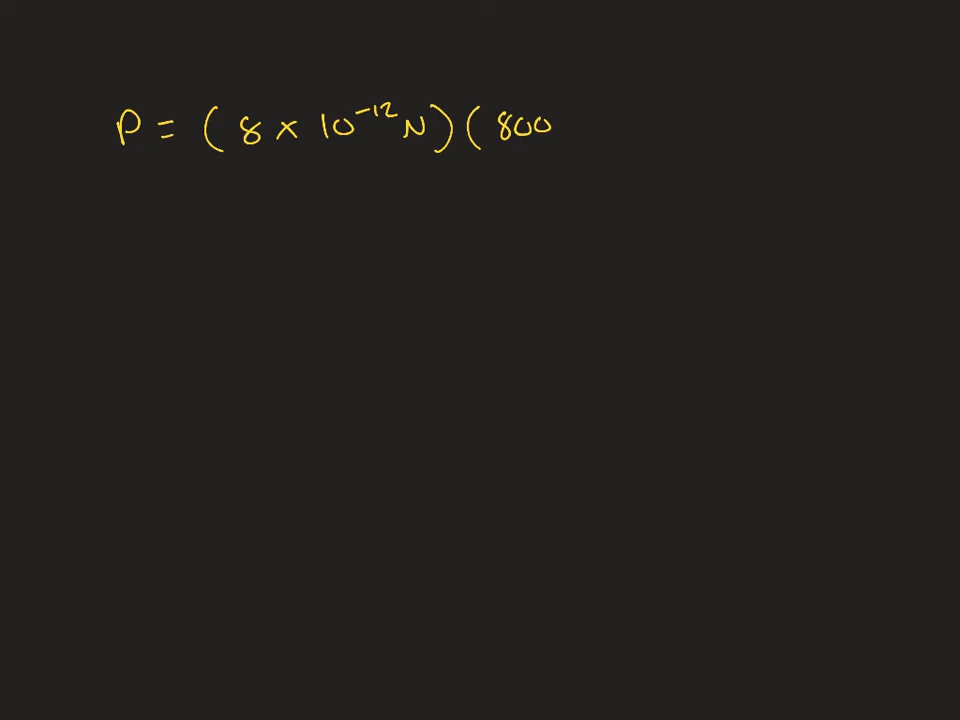 P = (8 × 10⁻¹² N)(800